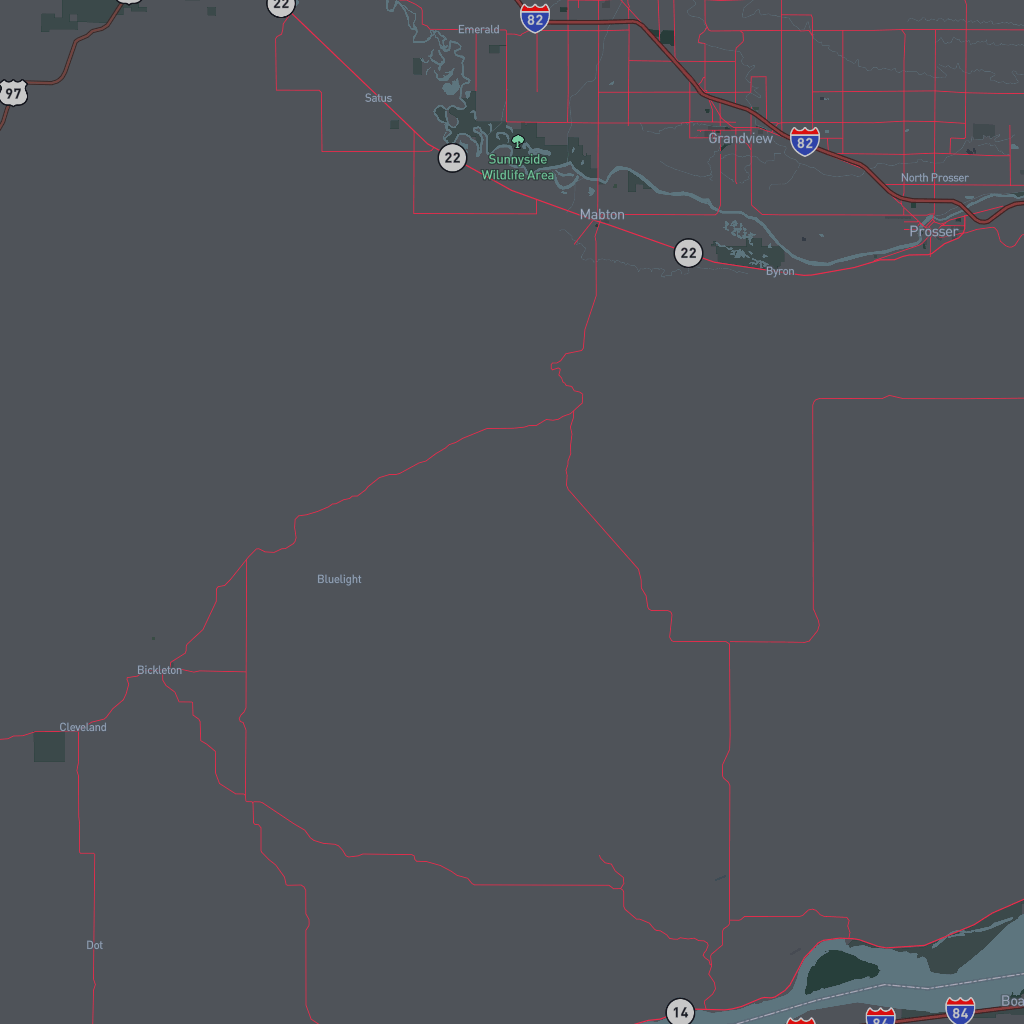 22
Emerald
82
97
Satus
Grandview
82
22
Sunnyside
Wildlife Area
North Prosser
Mabton
Prosser
22
Byron
Bluelight
Bickleton
Cleveland
Dot
14
84
84
Boa